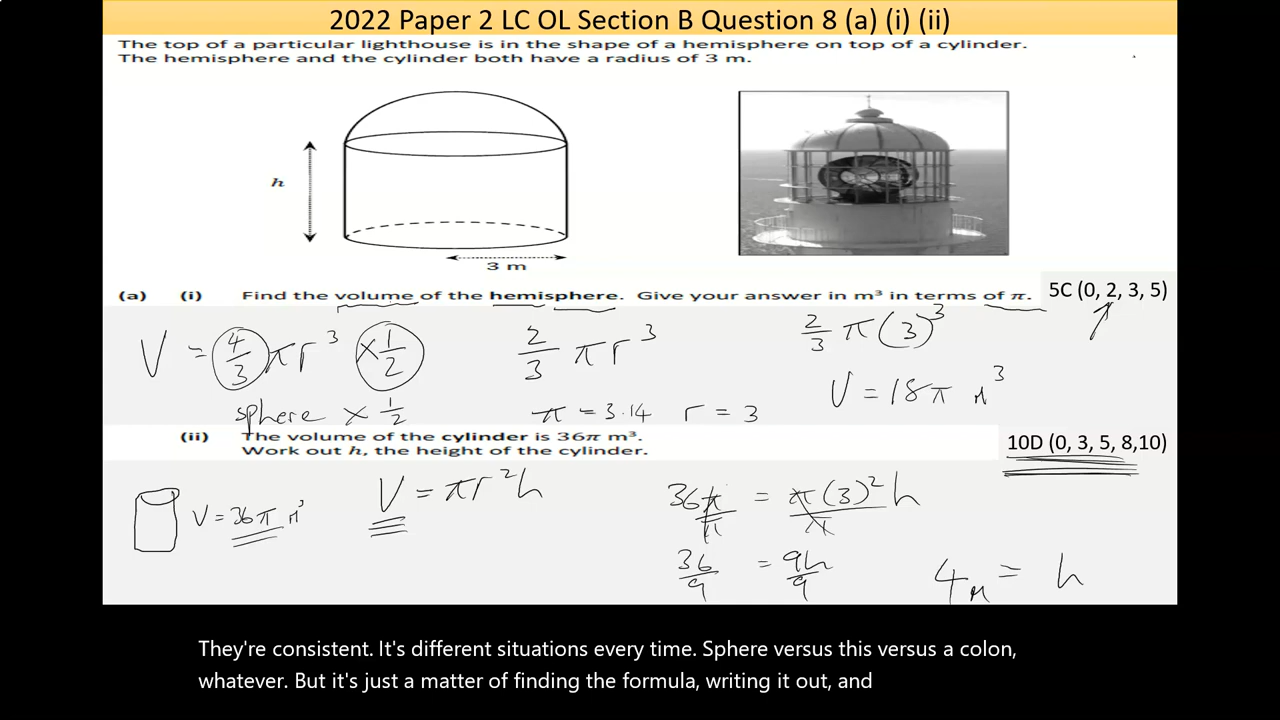 2022 Paper 2 LC OL Section B Question 8 (a) (i) (ii)
The top of a particular lighthouse is in the shape of a hemisphere on top of a cylinder.
The hemisphere and the cylinder both have a radius of 3 m.
h
3 m
(a) (i) Find the volume of the hemisphere. Give your answer in m³ in terms of π. 5C (0, 2, 3, 5)
V = 4/3 πr³ × 1/2
2/3 πr³
2/3 π(3)³
V = 18π m³
sphere × 1/2
π = 3.14 r = 3
(ii) The volume of the cylinder is 36π m³.
Work out h, the height of the cylinder.
10D (0, 3, 5, 8,10)
V = 36π m³
V = πr²h
36π/π = π(3)²h/π
36/9 = 9h/9
4m = h
They're consistent. It's different situations every time. Sphere versus this versus a colon,
whatever. But it's just a matter of finding the formula, writing it out, and